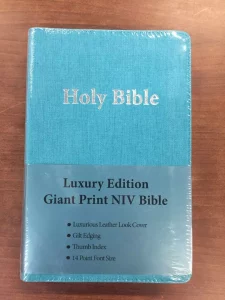 Holy Bible
Luxury Edition
Giant Print NIV Bible
Luxurious Leather Look Cover
Gilt Edging
Thumb Index
14 Point Font Size